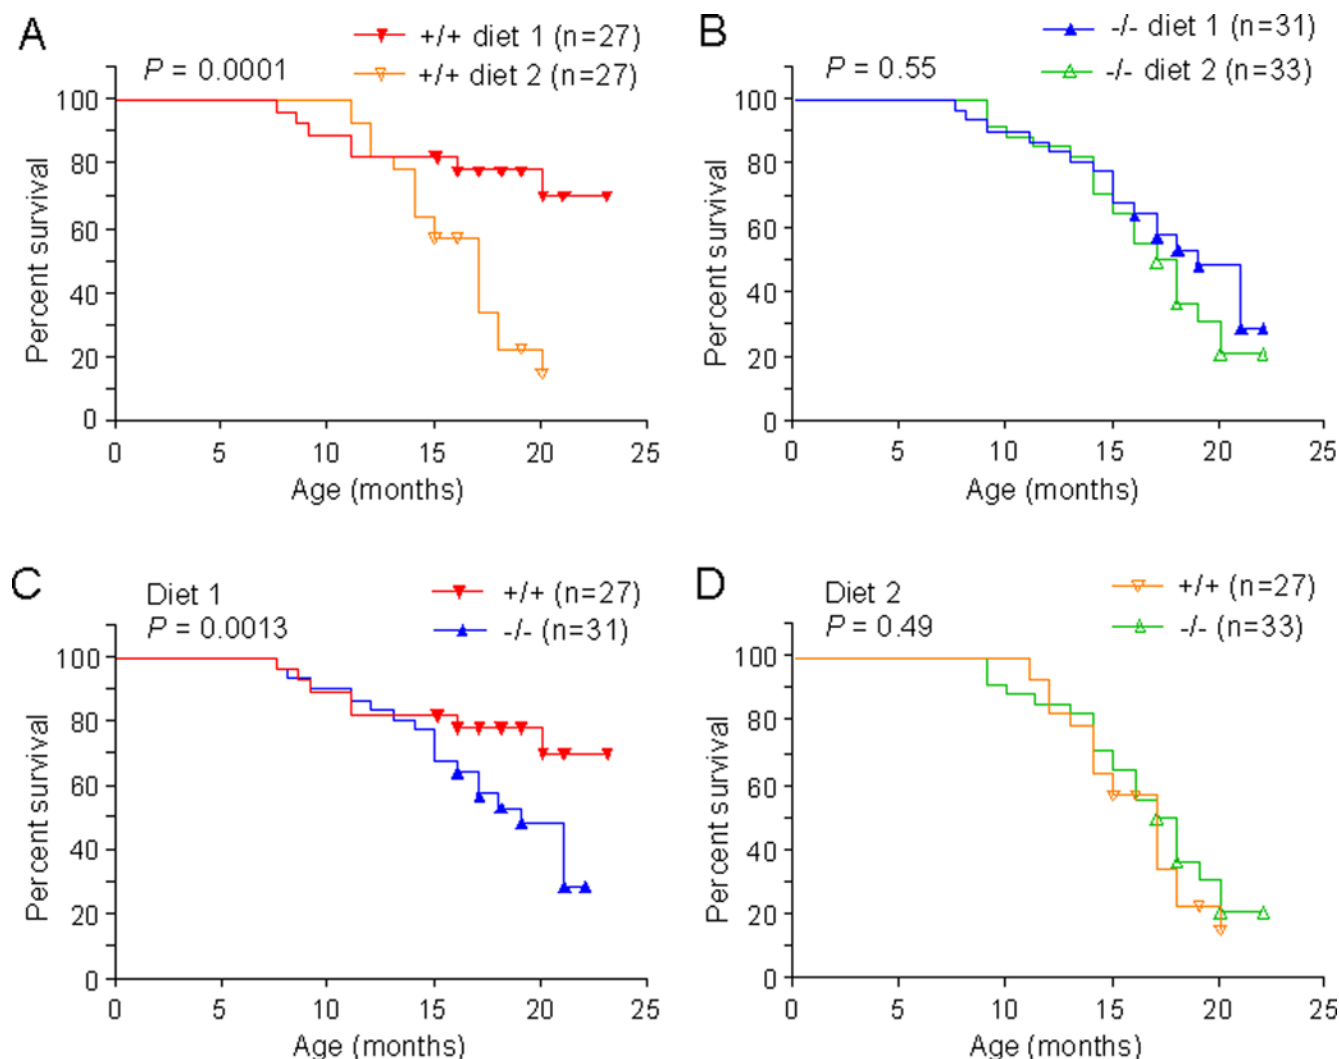 A
P = 0.0001
+/+ diet 1 (n=27)
+/+ diet 2 (n=27)
100
80
60
40
20
0
Percent survival
0 5 10 15 20 25
Age (months)
B
P = 0.55
-/- diet 1 (n=31)
-/- diet 2 (n=33)
100
80
60
40
20
0
Percent survival
0 5 10 15 20 25
Age (months)
C
Diet 1
P = 0.0013
+/+ (n=27)
-/- (n=31)
100
80
60
40
20
0
Percent survival
0 5 10 15 20 25
Age (months)
D
Diet 2
P = 0.49
+/+ (n=27)
-/- (n=33)
100
80
60
40
20
0
Percent survival
0 5 10 15 20 25
Age (months)